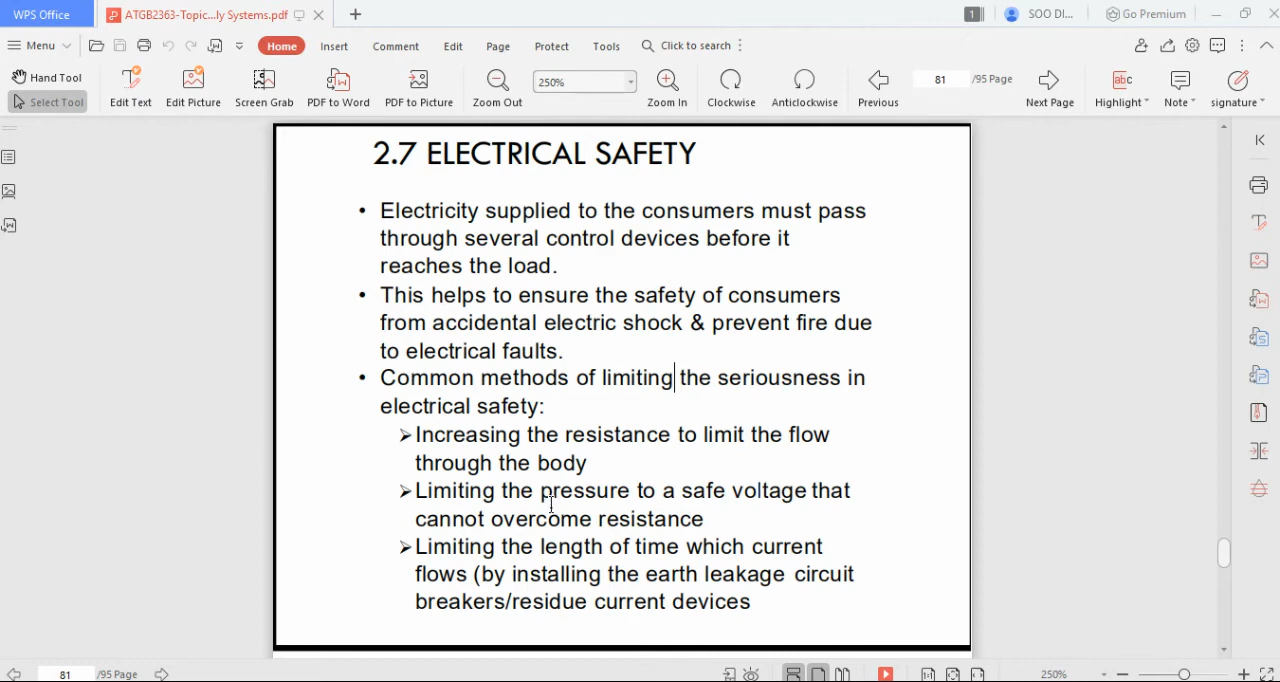 WPS Office
ATGB2363-Topic...ly Systems.pdf
1
SOO DI...
Go Premium
Menu
Home
Insert
Comment
Edit
Page
Protect
Tools
Click to search
Hand Tool
Select Tool
Edit Text
Edit Picture
Screen Grab
PDF to Word
PDF to Picture
Zoom Out
250%
Zoom In
Clockwise
Anticlockwise
Previous
81
/95 Page
Next Page
abc
Highlight
Note
signature
2.7 ELECTRICAL SAFETY
• Electricity supplied to the consumers must pass
through several control devices before it
reaches the load.
• This helps to ensure the safety of consumers
from accidental electric shock & prevent fire due
to electrical faults.
• Common methods of limiting the seriousness in
electrical safety:
➢Increasing the resistance to limit the flow
through the body
➢Limiting the pressure to a safe voltage that
cannot overcome resistance
➢Limiting the length of time which current
flows (by installing the earth leakage circuit
breakers/residue current devices
81
/95 Page
250%